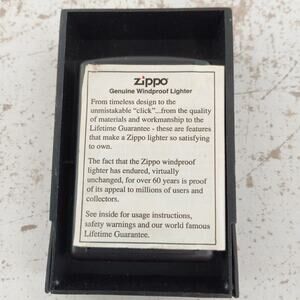 zippo
Genuine Windproof Lighter
From timeless design to the
unmistakable "click"...from the quality
of materials and workmanship to the
Lifetime Guarantee - these are features
that make a Zippo lighter so satisfying
to own.
The fact that the Zippo windproof
lighter has endured, virtually
unchanged, for over 60 years is proof
of its appeal to millions of users and
collectors.
See inside for usage instructions,
safety warnings and our world famous
Lifetime Guarantee.